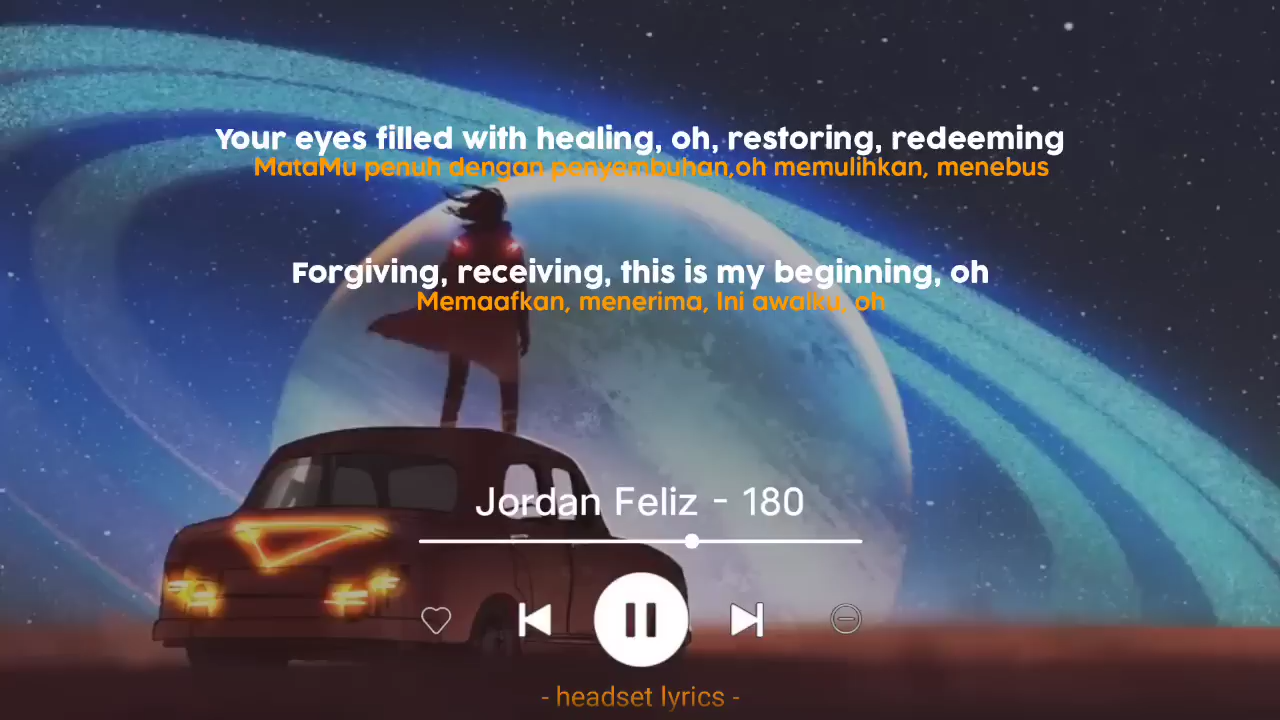 Your eyes filled with healing, oh, restoring, redeeming
MataMu penuh dengan penyembuhan,oh memulihkan, menebus
Forgiving, receiving, this is my beginning, oh
Memaafkan, menerima, Ini awalku, oh
Jordan Feliz - 180
- headset lyrics -